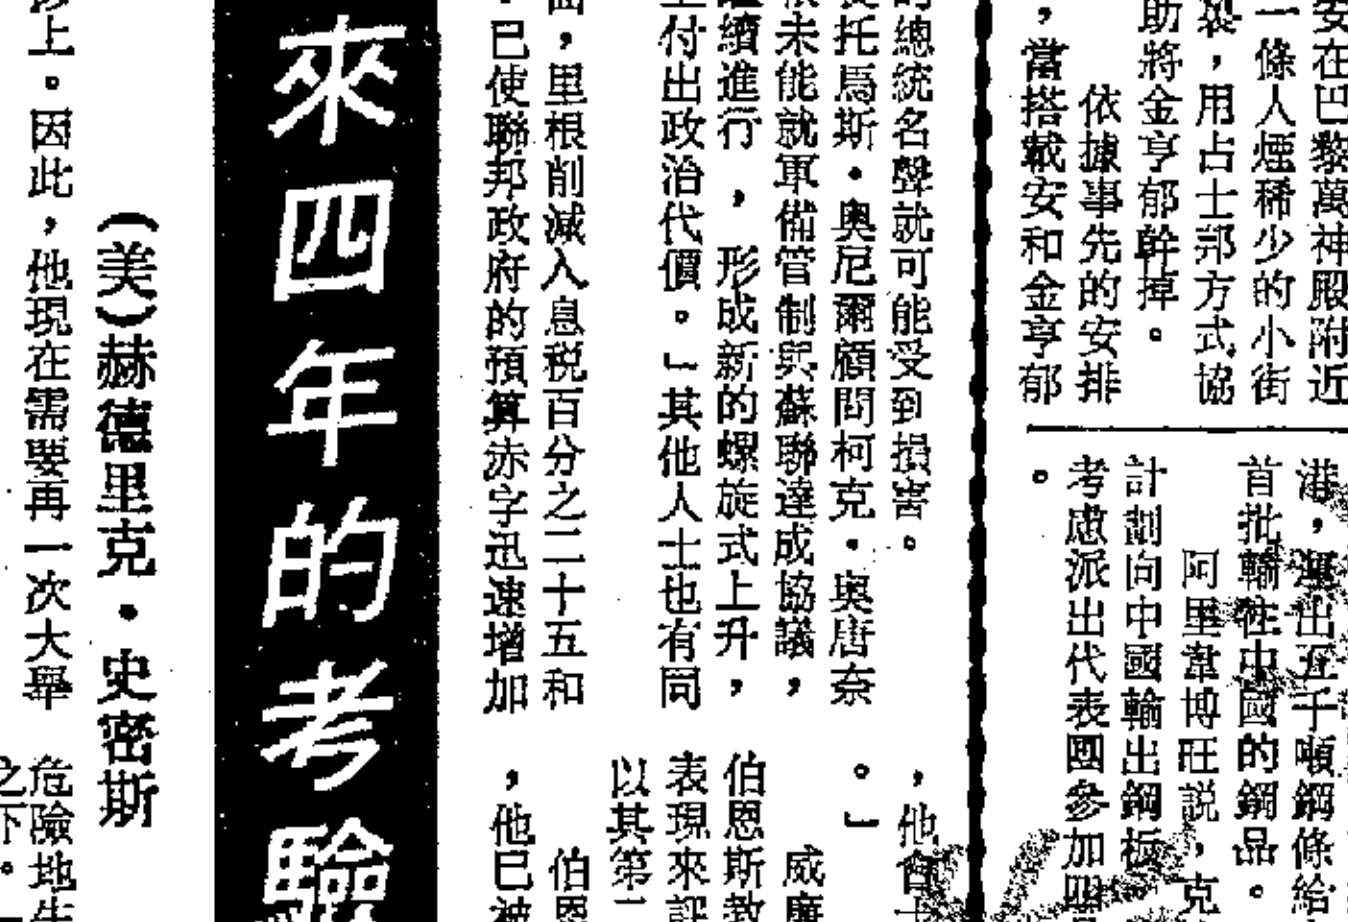 安在巴黎萬神殿附近
一條人煙稀少的小街
裝，用占士邦方式協
助將金亨郁幹掉。
依據事先的安排
，當搭載安和金亨郁
港，運出五千噸鋼條給
首批輸往中國的鋼品。
阿里韋博旺説，克
計劃向中國輸出鋼板。
考慮派出代表團參加四
。
的總統名聲就可能受到損害。
托馬斯・奧尼爾顧問柯克・奧唐奈
根未能就軍備管制與蘇聯達成協議，
繼續進行，形成新的螺旋式上升，
付出政治代價。」其他人士也有同
，里根削減入息税百分之二十五和
已使聯邦政府的預算赤字迅速增加
，他會
。」
威廉
伯恩斯教
表現來評
以其第二
伯恩
，他已被
來四年的考驗
（美）赫德里克・史密斯
上。因此，他現在需要再一次大舉
危險地生
之下。